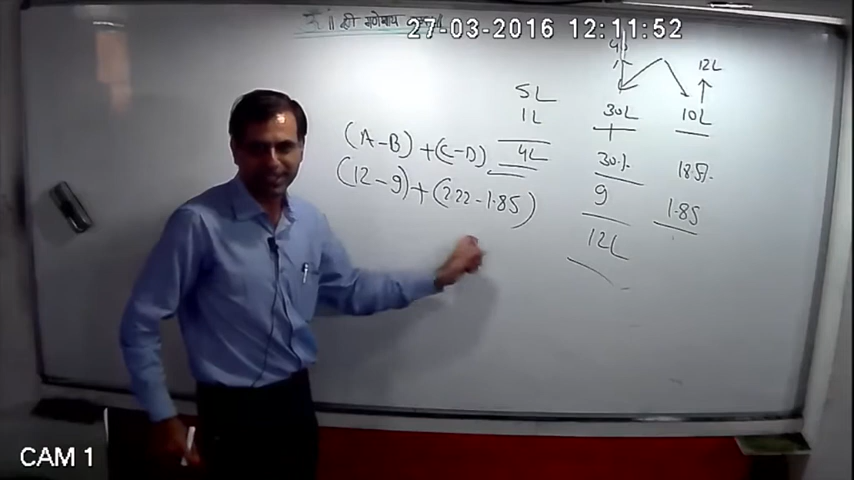 ॥ श्री गणेशाय
27-03-2016 12:11:52
5L
1L
4L
30L
30%
9
12L
12L
10L
18.5%
1.85
(A-B) + (C-D)
(12-9) + (2.22-1.85)
CAM 1